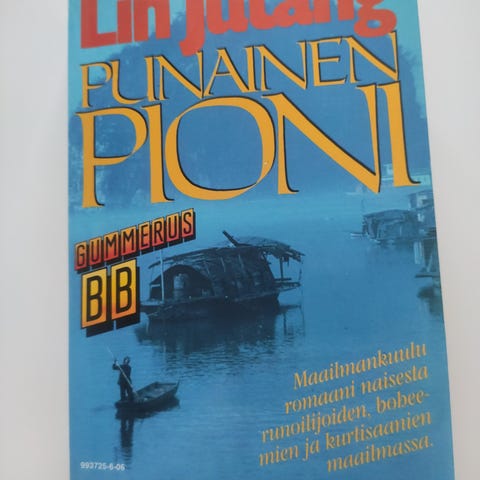 Lin Jutang
PUNAINEN
PIONI
GUMMERUS
BB
Maailmankuulu
romaani naisesta
runoilijoiden, bohee-
mien ja kurtisaanien
maailmassa.
993725-6-06